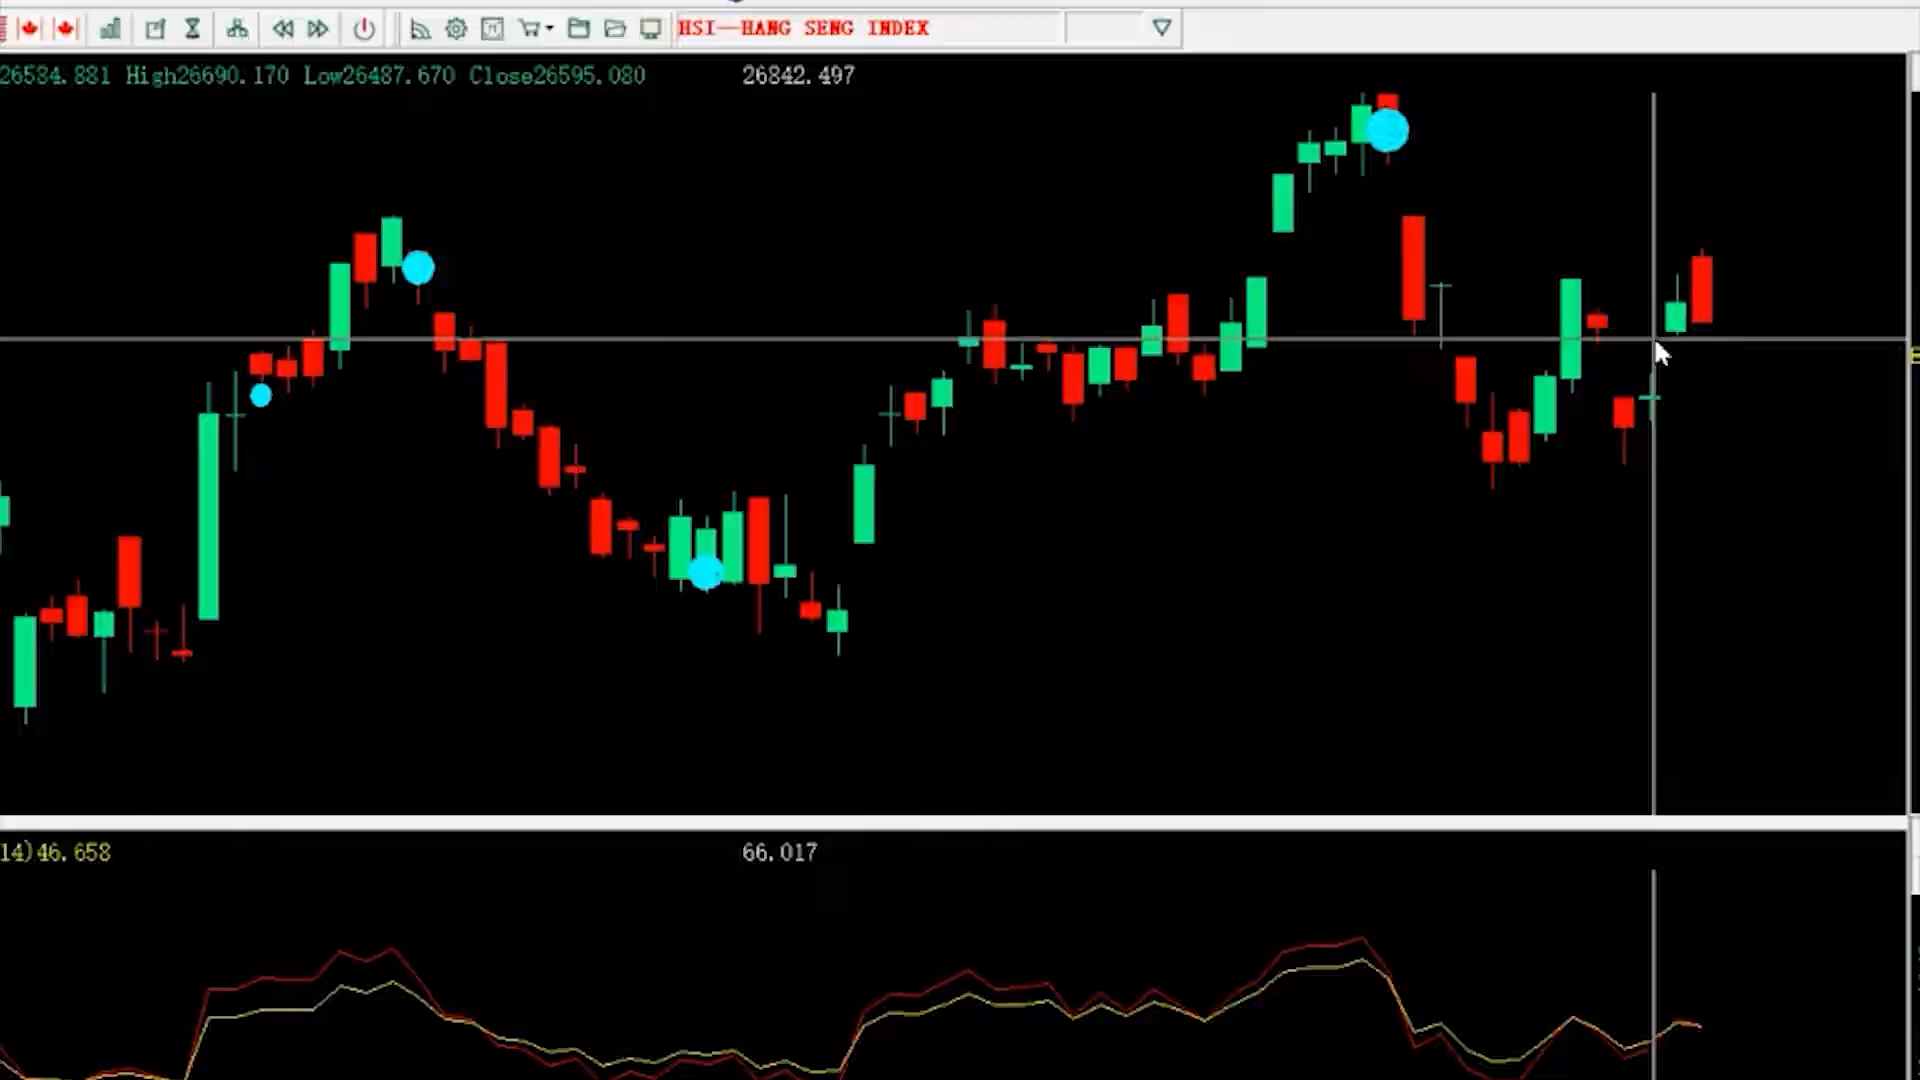 HSI—HANG SENG INDEX
26584.881 High26690.170 Low26487.670 Close26595.080 26842.497
14)46.658 66.017